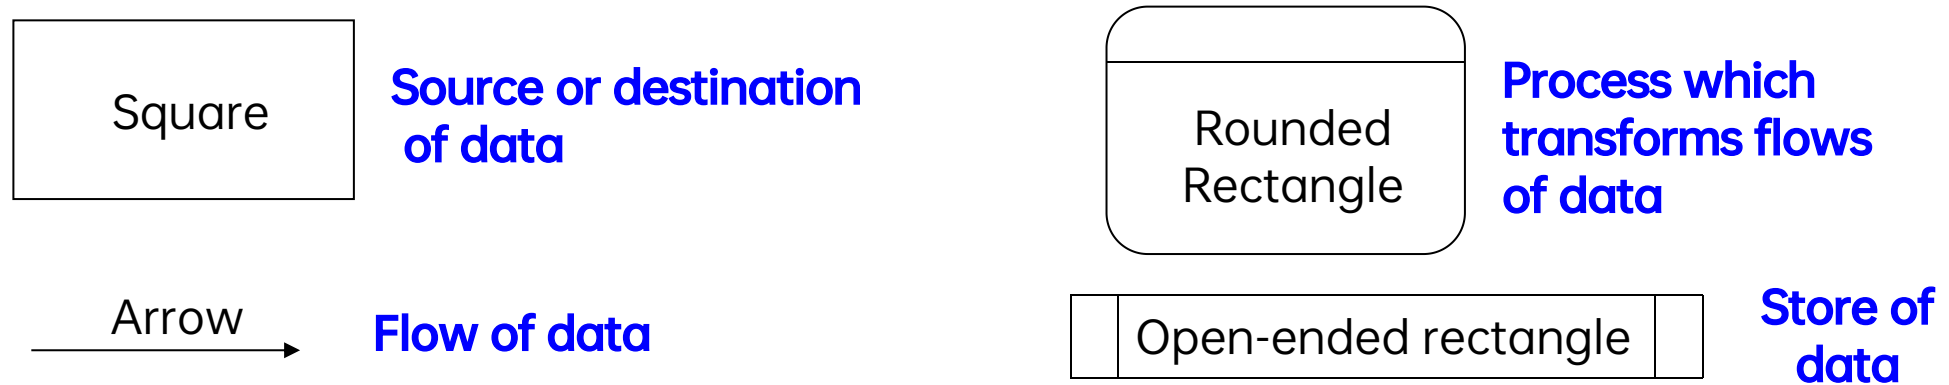 Square
Source or destination
of data
Rounded
Rectangle
Process which
transforms flows
of data
Arrow
Flow of data
Open-ended rectangle
Store of
data